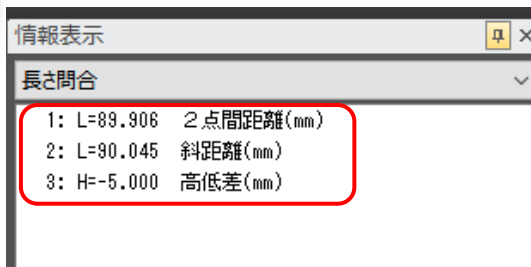 情報表示
長さ問合
1: L=89.906 ２点間距離(mm)
2: L=90.045 斜距離(mm)
3: H=-5.000 高低差(mm)